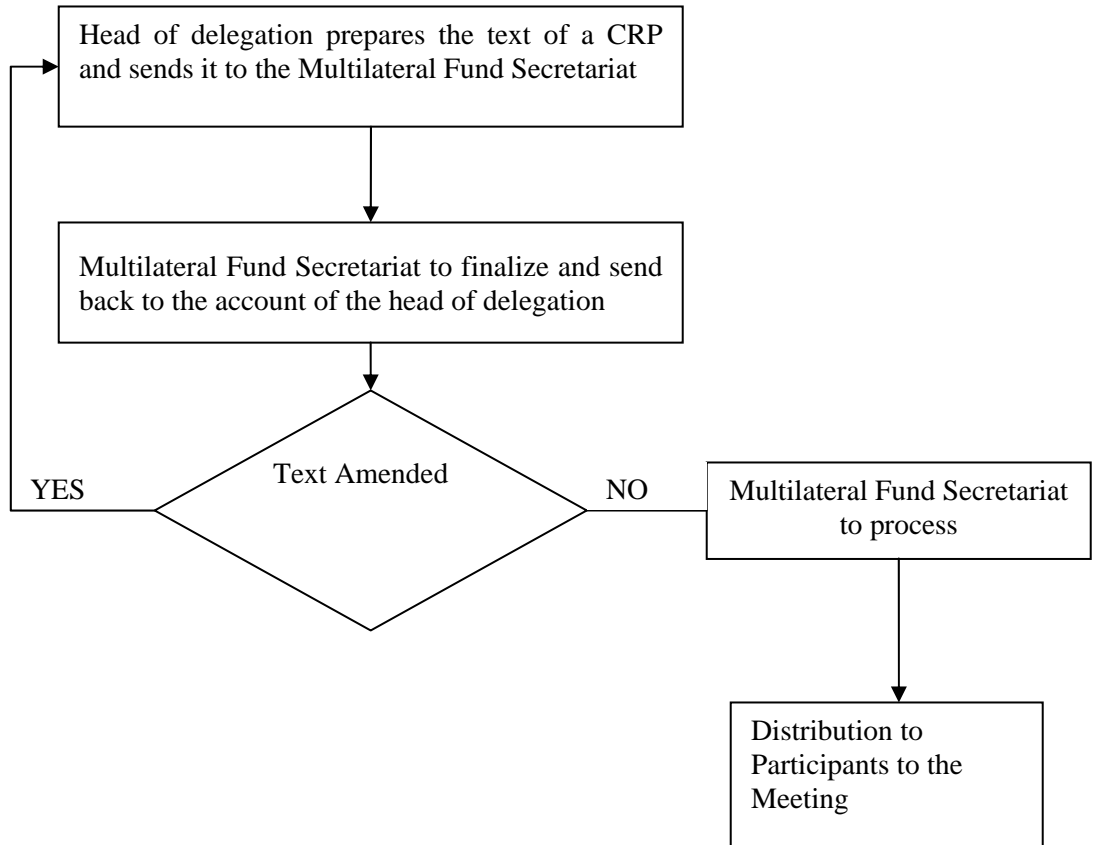 Head of delegation prepares the text of a CRP
and sends it to the Multilateral Fund Secretariat
Multilateral Fund Secretariat to finalize and send
back to the account of the head of delegation
Text Amended
YES
NO
Multilateral Fund Secretariat
to process
Distribution to
Participants to the
Meeting